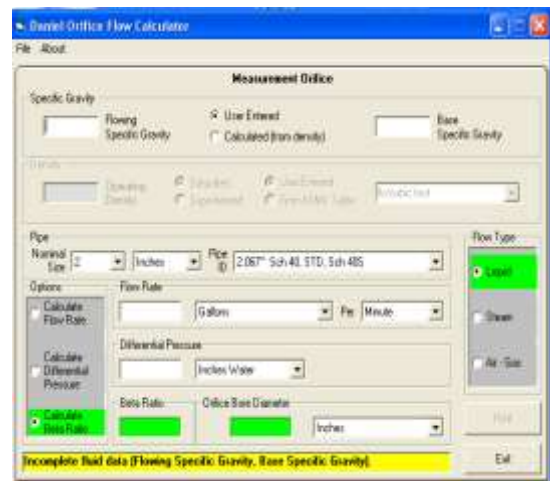 Daniel Orifice Flow Calculator
File About
Measurement Orifice
Specific Gravity
Flowing Specific Gravity
Use Entered
Calculated (from density)
Base Specific Gravity
Density
Operating Density
Pipe
Nominal Size 2 Inches Pipe ID 2.067" Sch 40, STD, Sch 40S
Flow Type
Liquid
Steam
Air - Gas
Options
Calculate Flow Rate
Calculate Differential Pressure
Calculate Beta Ratio
Flow Rate
Gallons Per Minute
Differential Pressure
Inches Water
Beta Ratio
Orifice Bore Diameter
Inches
Exit
Incomplete fluid data (Flowing Specific Gravity, Base Specific Gravity)